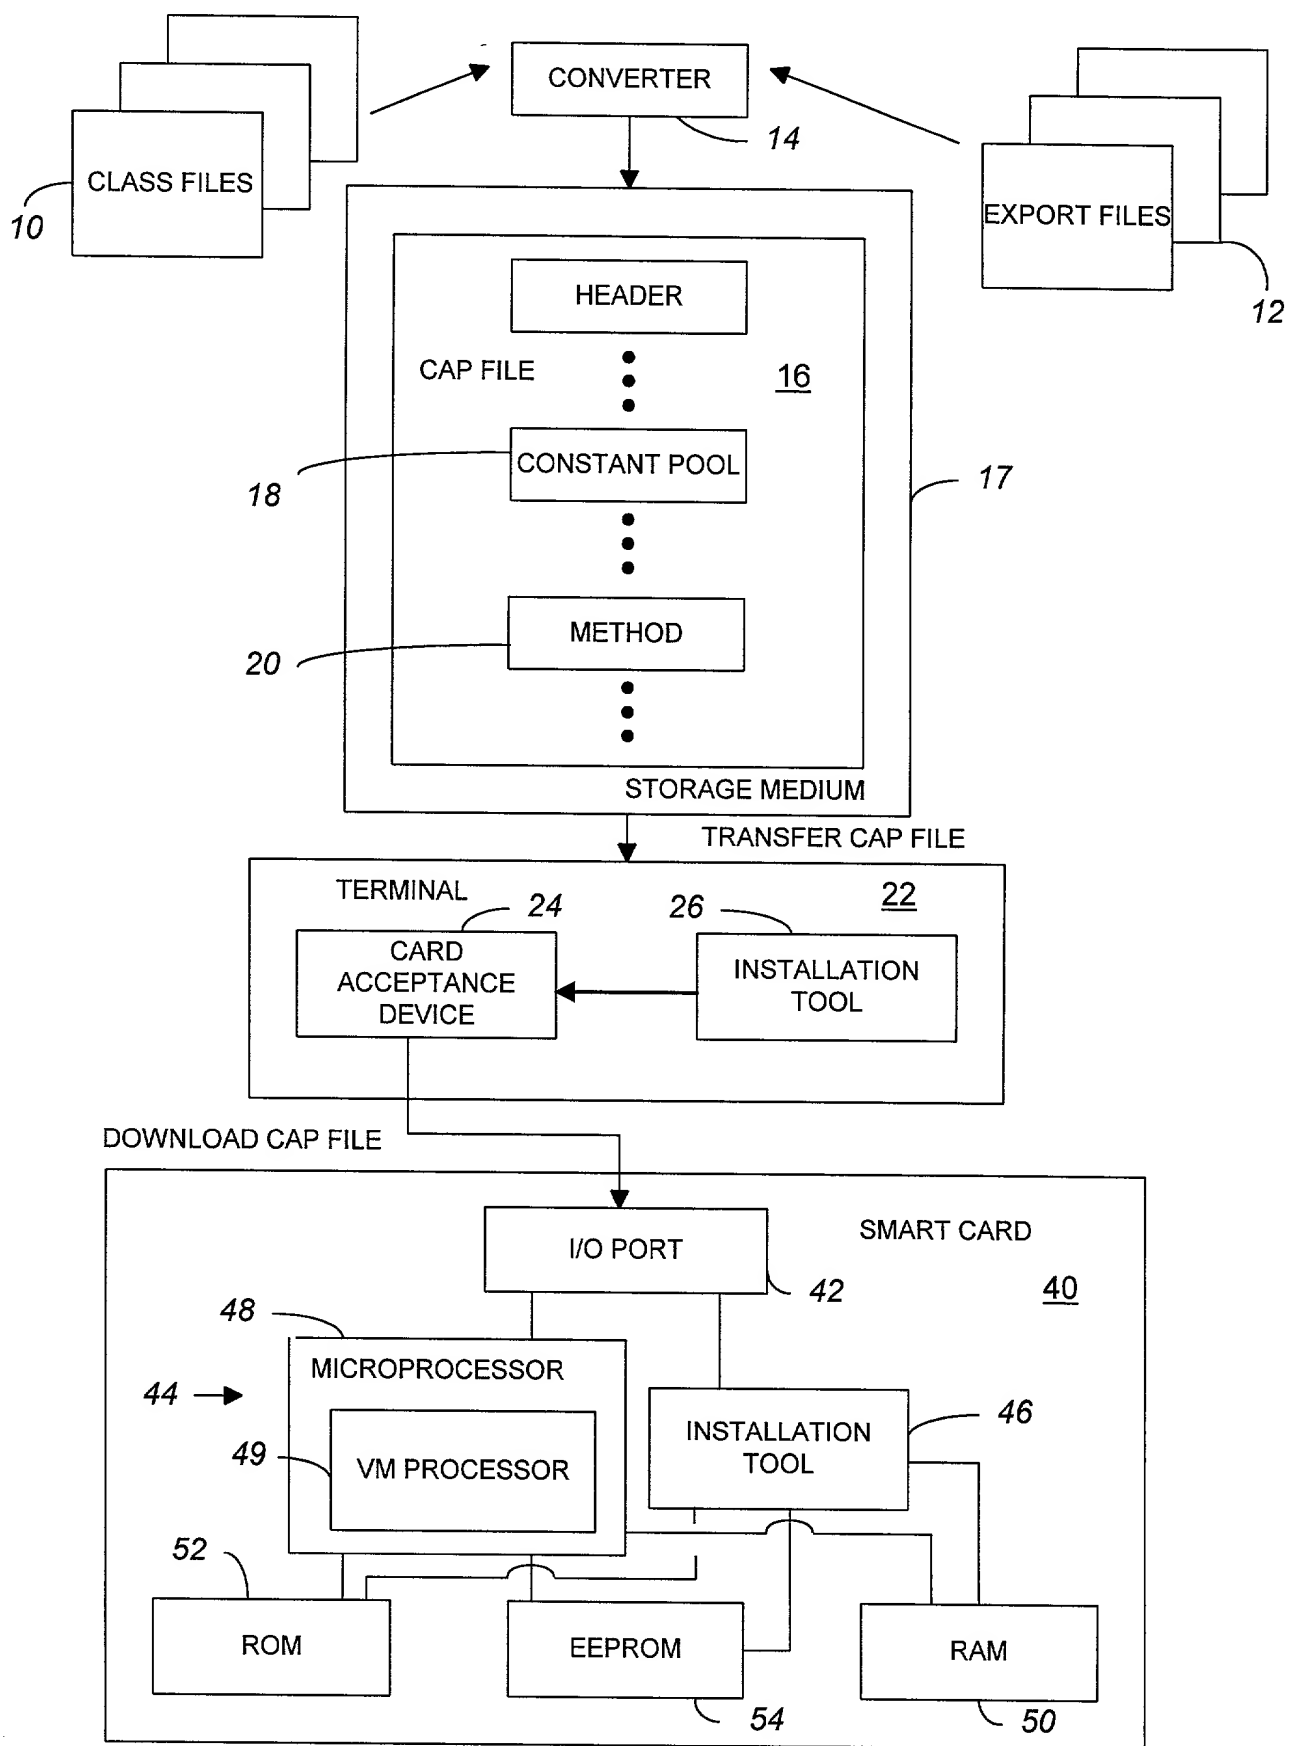 CONVERTER
14
CLASS FILES
10
EXPORT FILES
12
HEADER
CAP FILE
16
CONSTANT POOL
18
17
METHOD
20
STORAGE MEDIUM
TRANSFER CAP FILE
TERMINAL
22
24
26
CARD
ACCEPTANCE
DEVICE
INSTALLATION
TOOL
DOWNLOAD CAP FILE
I/O PORT
42
SMART CARD
40
48
MICROPROCESSOR
44
49
VM PROCESSOR
INSTALLATION
TOOL
46
52
ROM
EEPROM
54
RAM
50